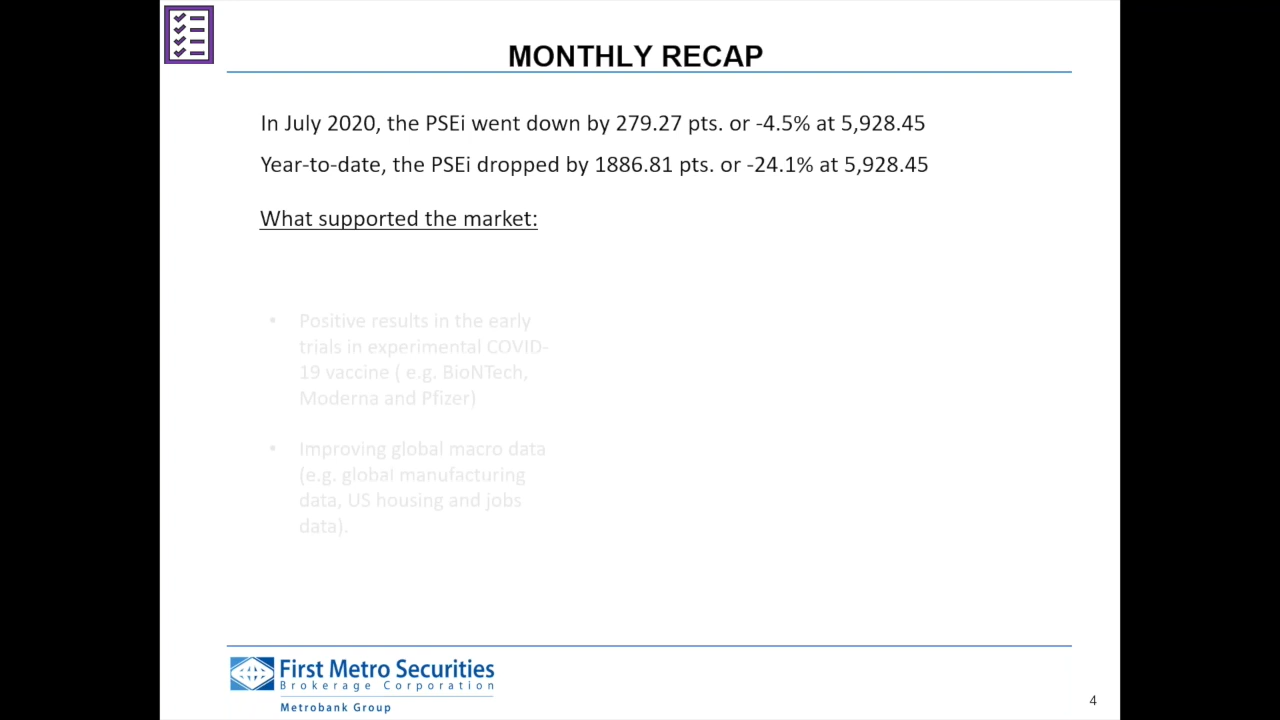 MONTHLY RECAP
In July 2020, the PSEi went down by 279.27 pts. or -4.5% at 5,928.45
Year-to-date, the PSEi dropped by 1886.81 pts. or -24.1% at 5,928.45
What supported the market:
• Positive results in the early
trials in experimental COVID-
19 vaccine ( e.g. BioNTech,
Moderna and Pfizer)
• Improving global macro data
(e.g. global manufacturing
data, US housing and jobs
data).
First Metro Securities
Brokerage Corporation
Metrobank Group
4